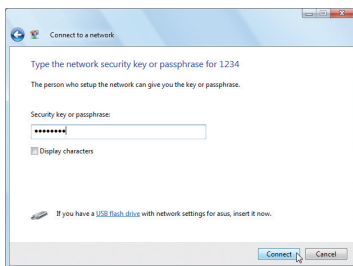 Connect to a network
Type the network security key or passphrase for 1234
The person who setup the network can give you the key or passphrase.
Security key or passphrase:
••••••••
Display characters
If you have a USB flash drive with network settings for asus, insert it now.
Connect Cancel